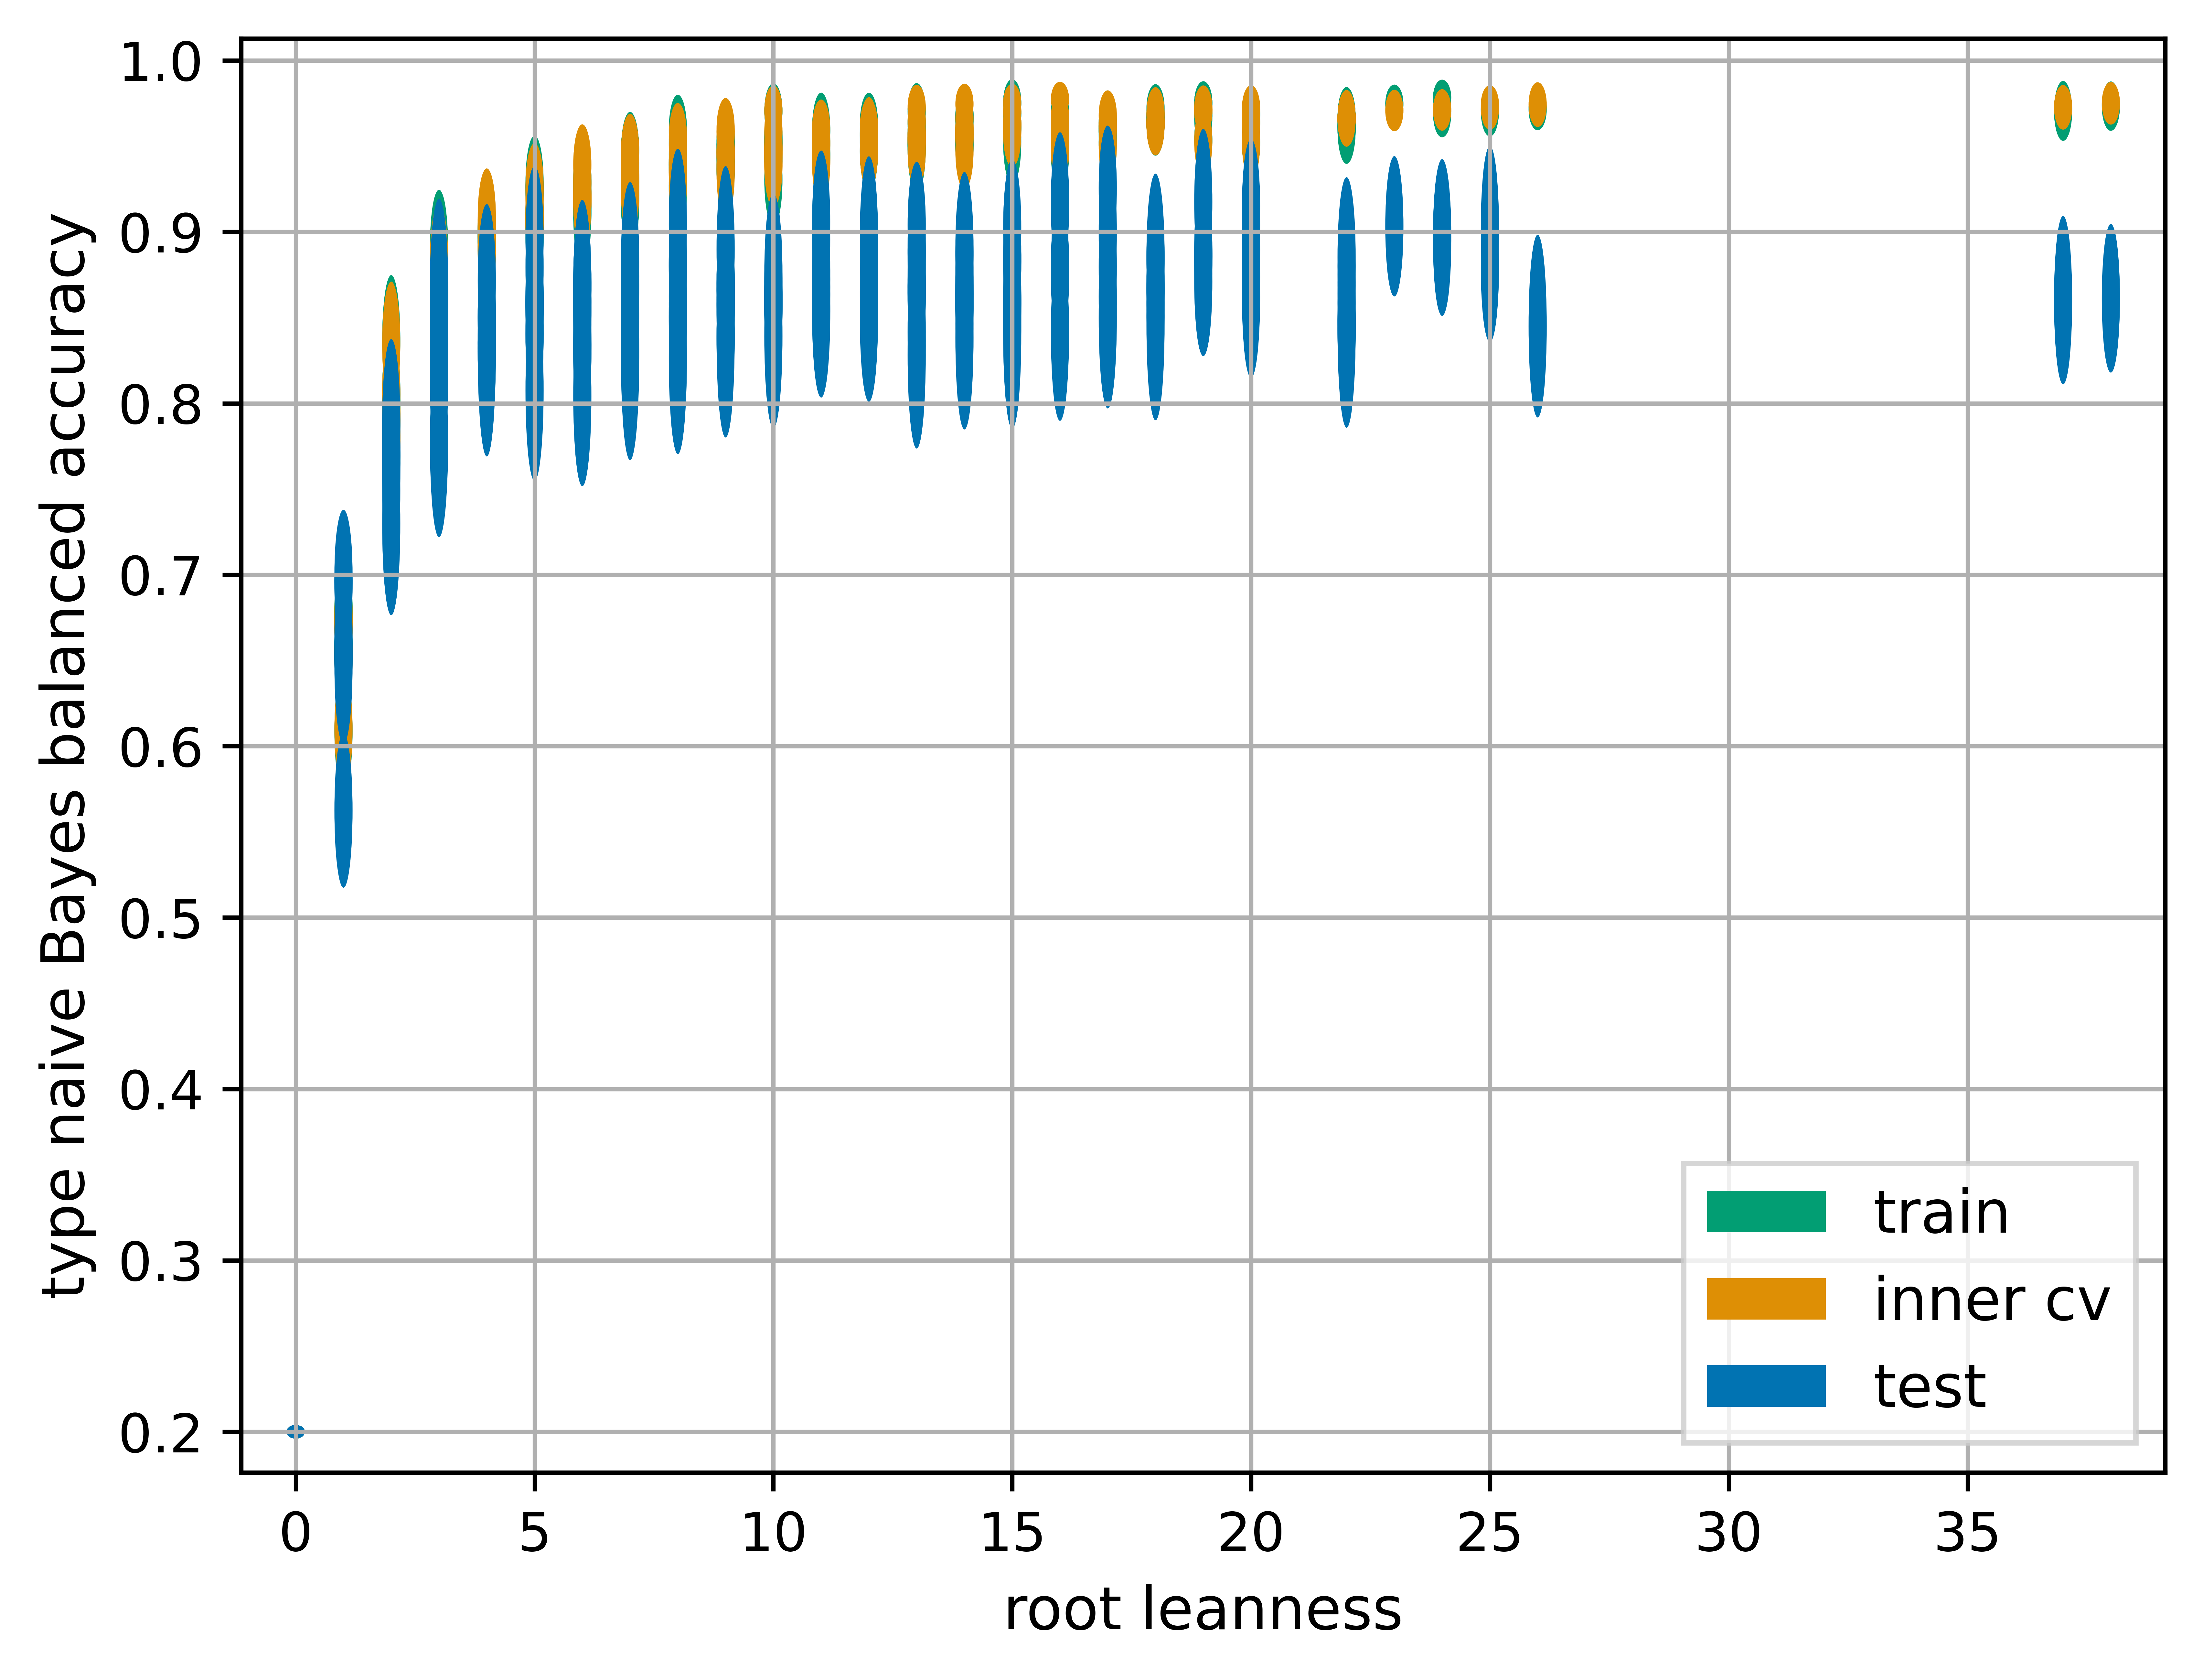 type naive Bayes balanced accuracy
1.0
0.9
0.8
0.7
0.6
0.5
0.4
0.3
0.2
train
inner cv
test
0 5 10 15 20 25 30 35
root leanness